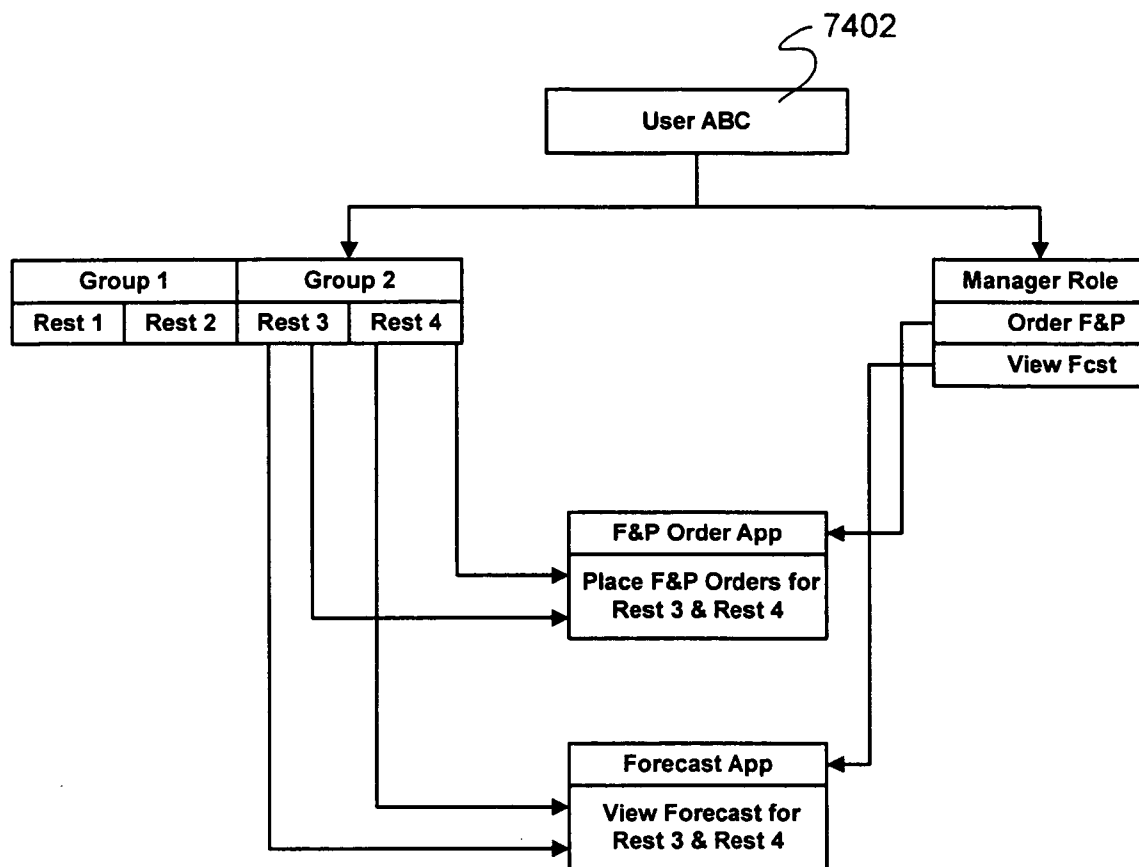 7402
User ABC
Group 1 Group 2
Rest 1 Rest 2 Rest 3 Rest 4
Manager Role
Order F&P
View Fcst
F&P Order App
Place F&P Orders for
Rest 3 & Rest 4
Forecast App
View Forecast for
Rest 3 & Rest 4